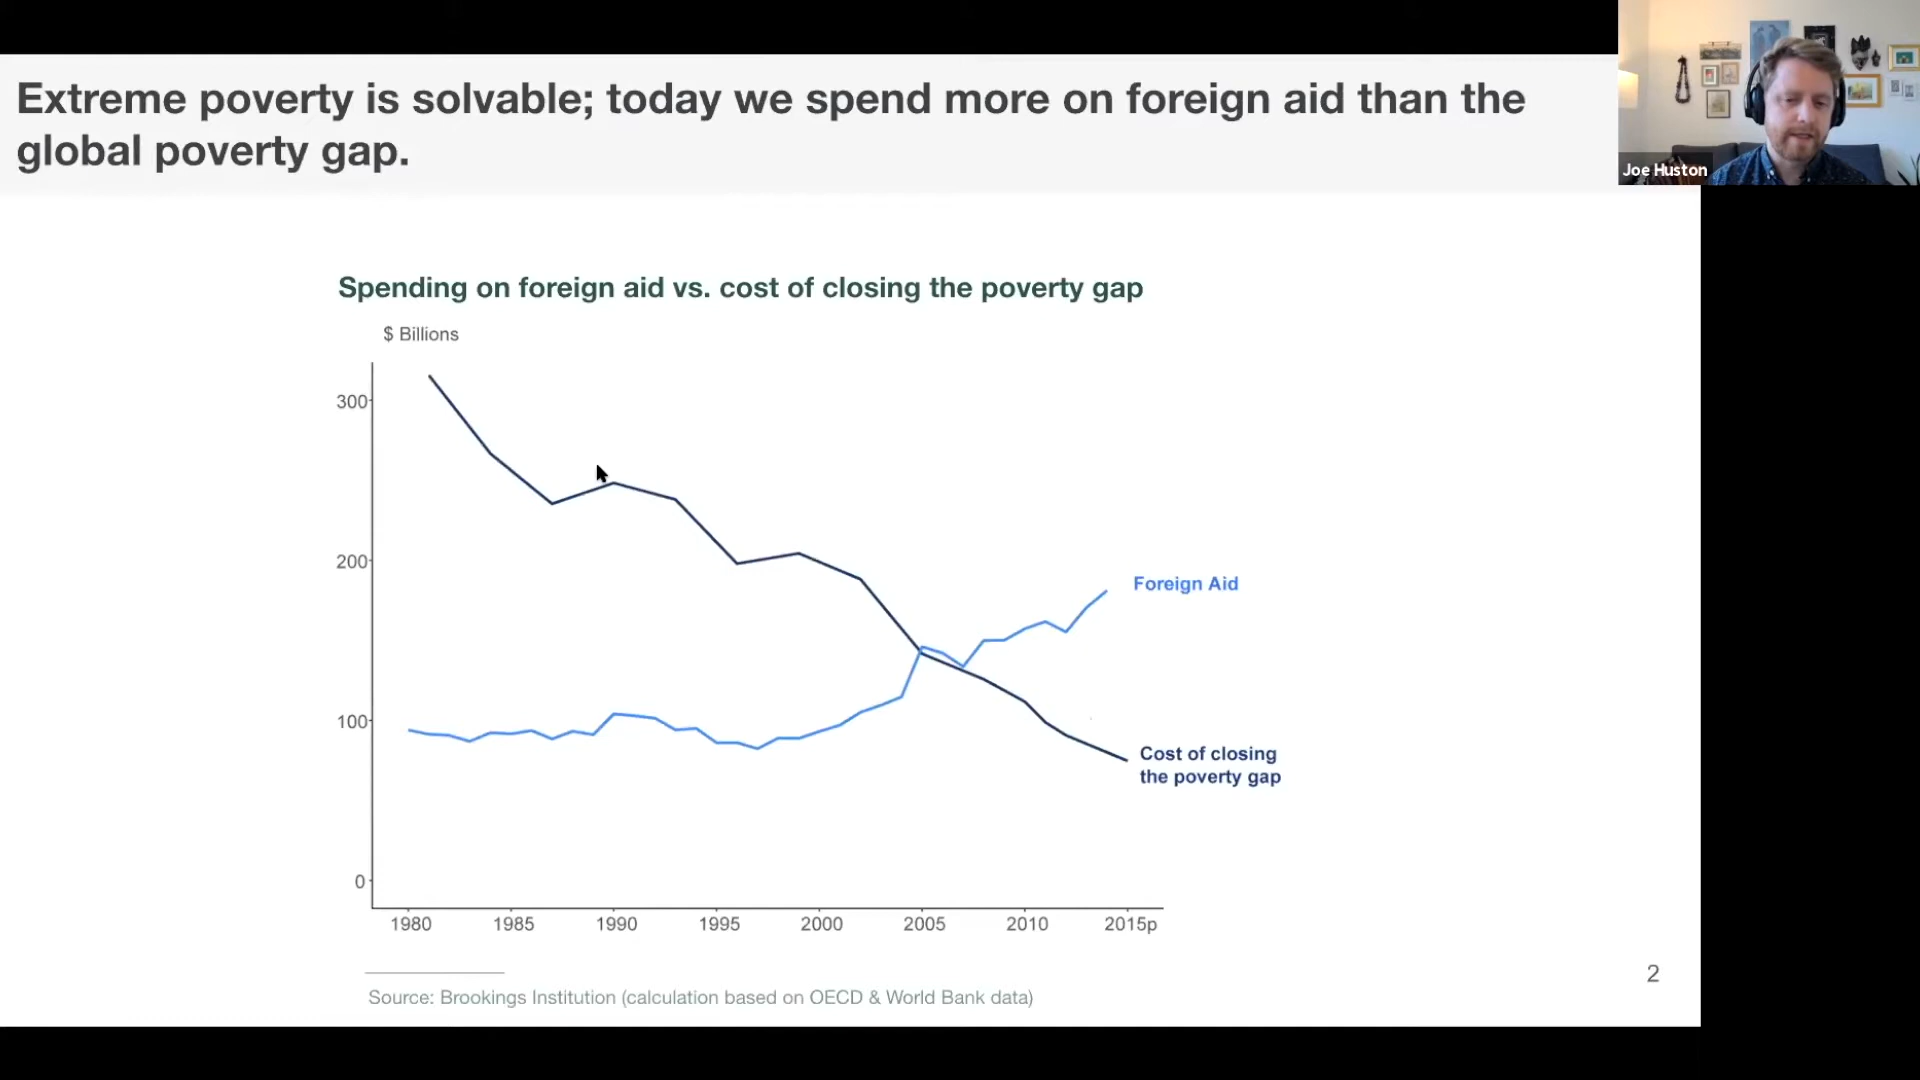 Extreme poverty is solvable; today we spend more on foreign aid than the
global poverty gap.
Joe Huston
Spending on foreign aid vs. cost of closing the poverty gap
$ Billions
300
200
100
0
Foreign Aid
Cost of closing
the poverty gap
1980 1985 1990 1995 2000 2005 2010 2015p
2
Source: Brookings Institution (calculation based on OECD & World Bank data)